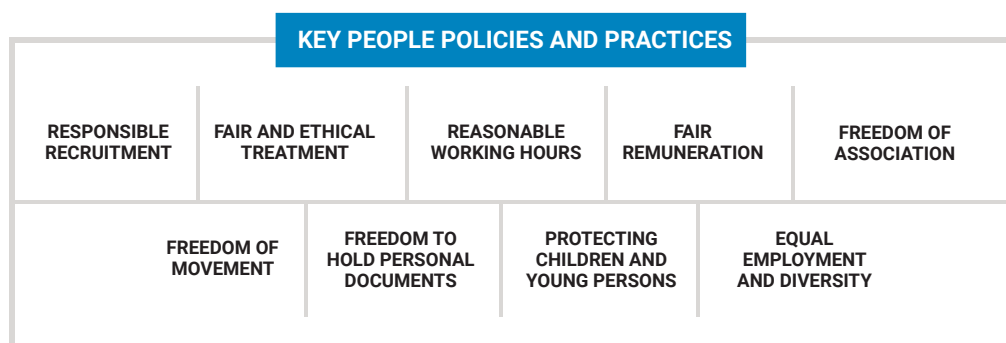 KEY PEOPLE POLICIES AND PRACTICES
RESPONSIBLE
RECRUITMENT
FAIR AND ETHICAL
TREATMENT
REASONABLE
WORKING HOURS
FAIR
REMUNERATION
FREEDOM OF
ASSOCIATION
FREEDOM OF
MOVEMENT
FREEDOM TO
HOLD PERSONAL
DOCUMENTS
PROTECTING
CHILDREN AND
YOUNG PERSONS
EQUAL
EMPLOYMENT
AND DIVERSITY